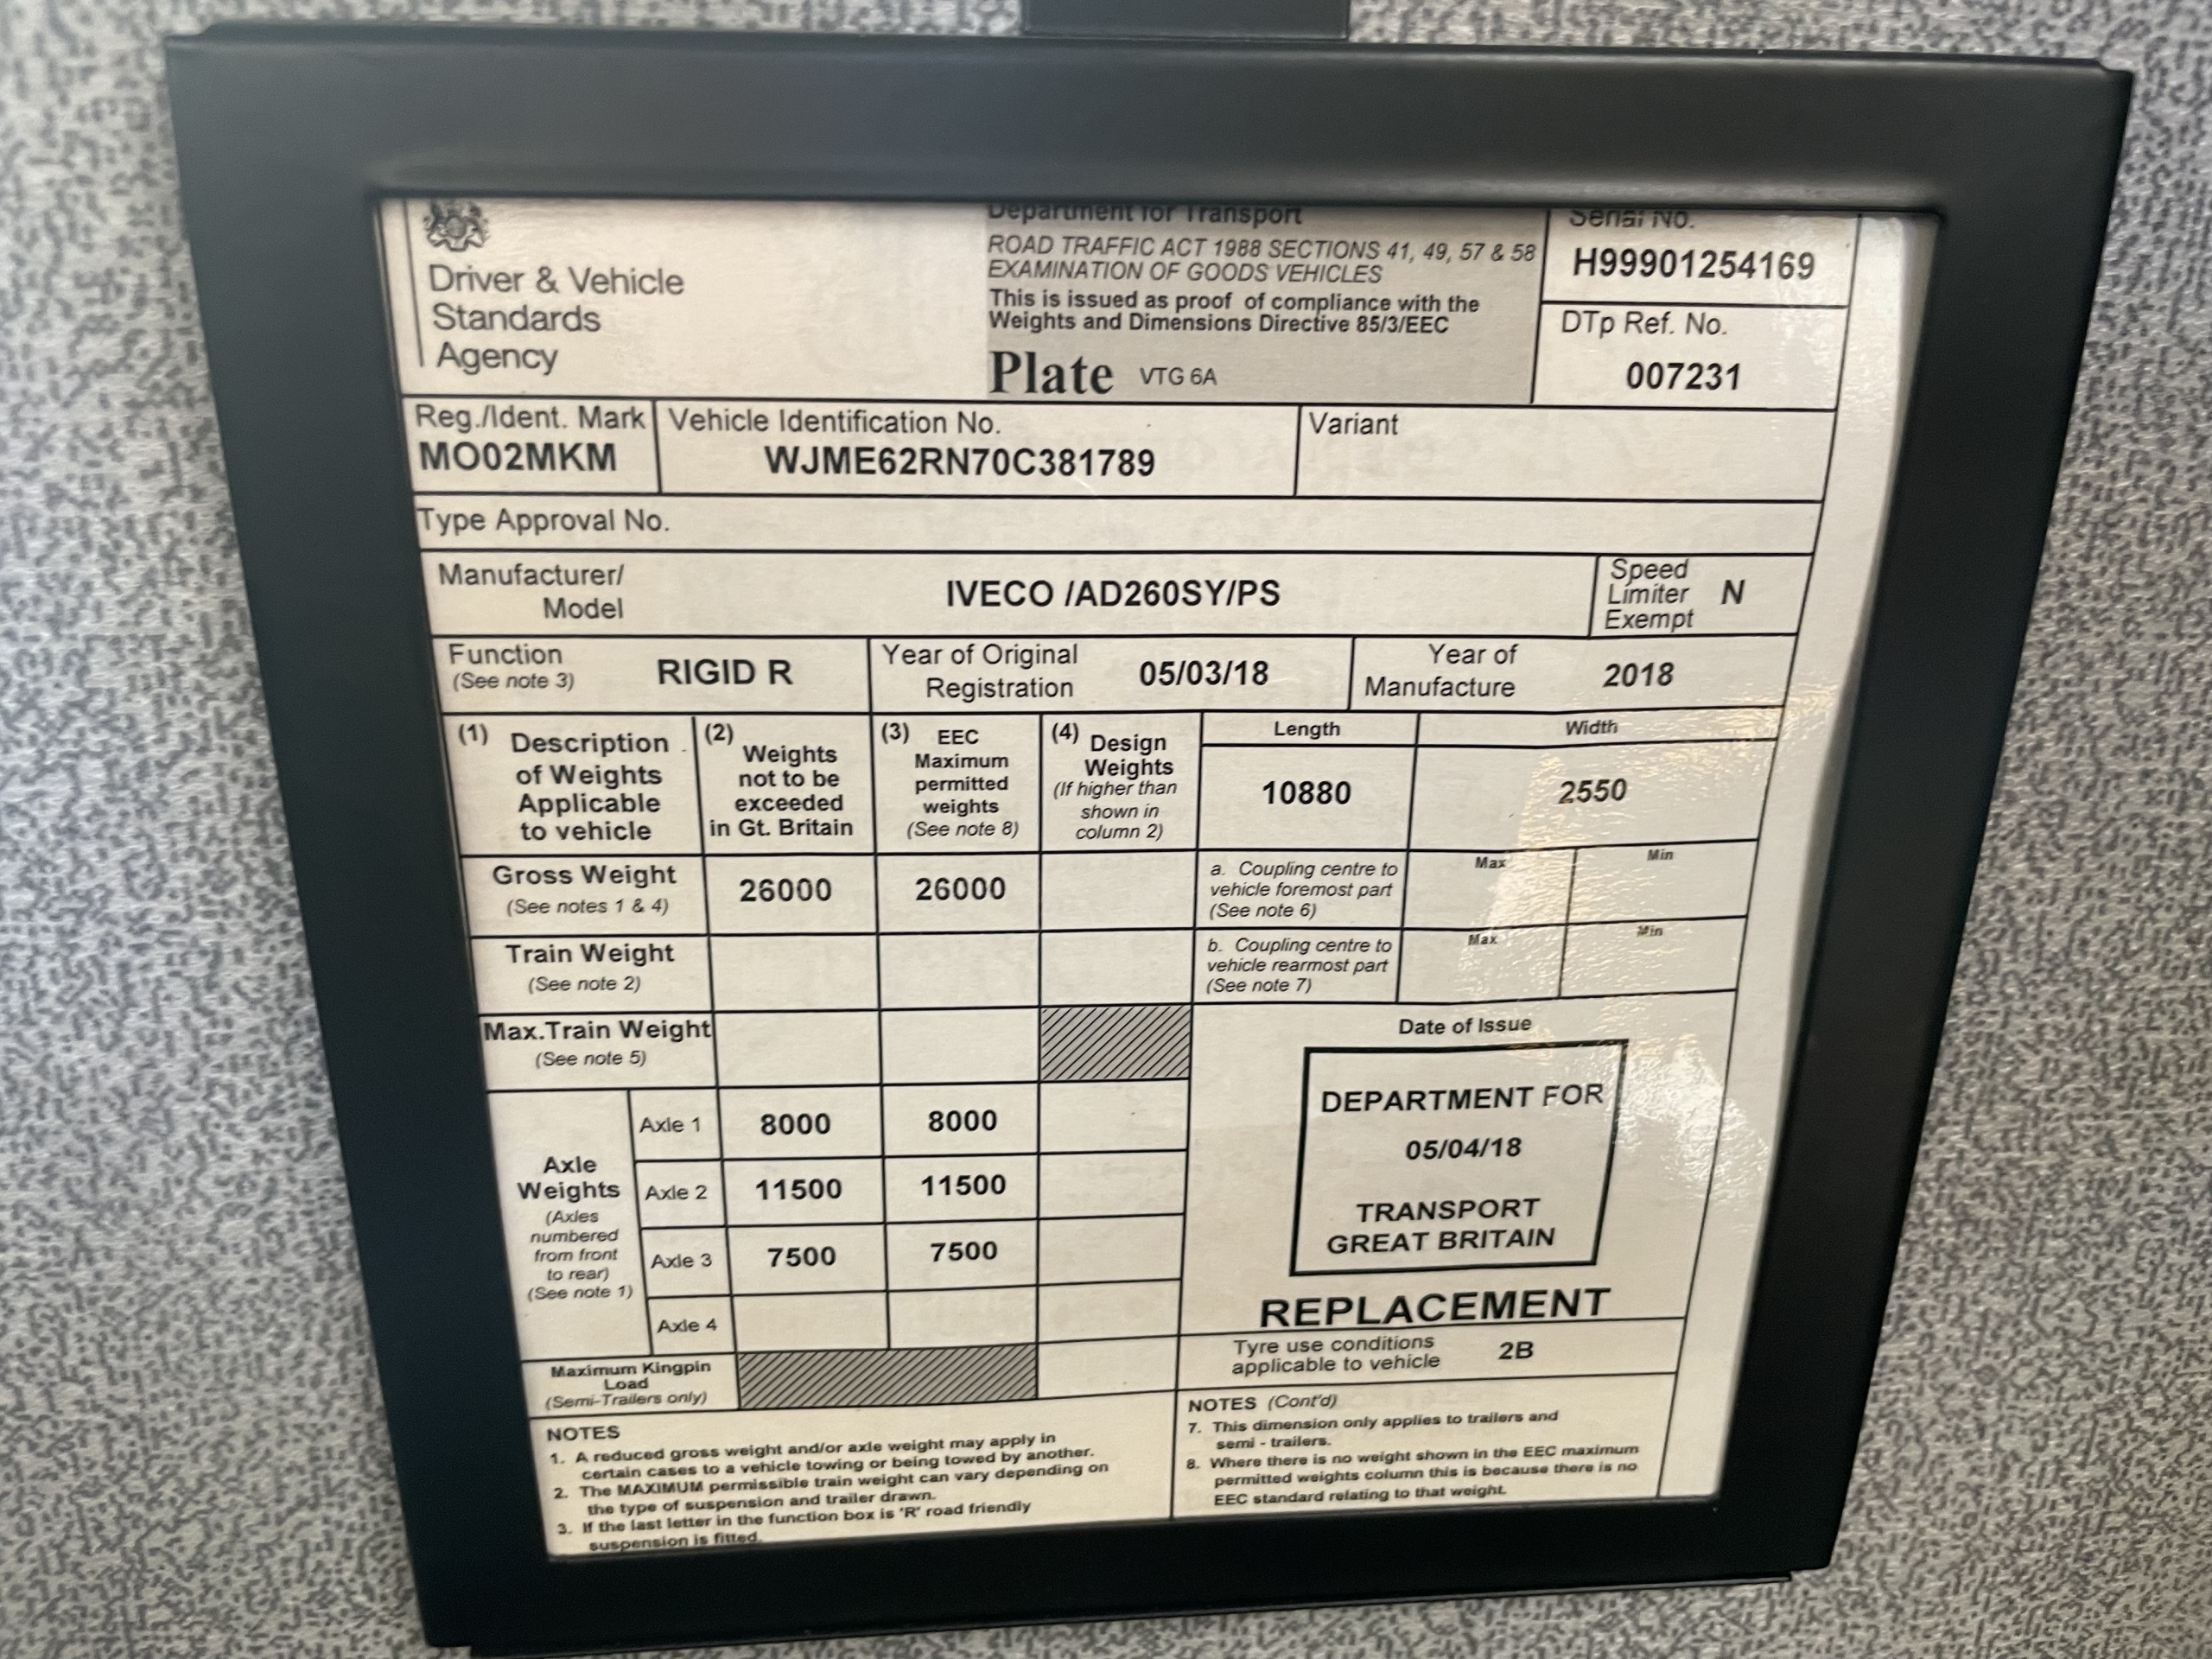 Department for Transport
Serial No.
ROAD TRAFFIC ACT 1988 SECTIONS 41, 49, 57 & 58
EXAMINATION OF GOODS VEHICLES
H99901254169
Driver & Vehicle
Standards
Agency
This is issued as proof of compliance with the
Weights and Dimensions Directive 85/3/EEC
DTp Ref. No.
Plate VTG 6A
007231
Reg./Ident. Mark
MO02MKM
Vehicle Identification No.
WJME62RN70C381789
Variant
Type Approval No.
Manufacturer/
Model
IVECO /AD260SY/PS
Speed
Limiter
Exempt
N
Function
(See note 3)
RIGID R
Year of Original
Registration
05/03/18
Year of
Manufacture
2018
(1) Description
of Weights
Applicable
to vehicle
(2) Weights
not to be
exceeded
in Gt. Britain
(3) EEC
Maximum
permitted
weights
(See note 8)
(4) Design
Weights
(If higher than
shown in
column 2)
Length
10880
Width
2550
Gross Weight
(See notes 1 & 4)
26000
26000
a. Coupling centre to
vehicle foremost part
(See note 6)
Max
Min
Train Weight
(See note 2)
b. Coupling centre to
vehicle rearmost part
(See note 7)
Max
Min
Max.Train Weight
(See note 5)
Date of Issue
DEPARTMENT FOR
05/04/18
TRANSPORT
GREAT BRITAIN
REPLACEMENT
Axle
Weights
(Axles
numbered
from front
to rear)
(See note 1)
Axle 1
8000
8000
Axle 2
11500
11500
Axle 3
7500
7500
Axle 4
Tyre use conditions
applicable to vehicle
2B
Maximum Kingpin
Load
(Semi-Trailers only)
NOTES
1. A reduced gross weight and/or axle weight may apply in
certain cases to a vehicle towing or being towed by another.
2. The MAXIMUM permissible train weight can vary depending on
the type of suspension and trailer drawn.
3. If the last letter in the function box is 'R' road friendly
suspension is fitted.
NOTES (Cont'd)
7. This dimension only applies to trailers and
semi - trailers.
8. Where there is no weight shown in the EEC maximum
permitted weights column this is because there is no
EEC standard relating to that weight.